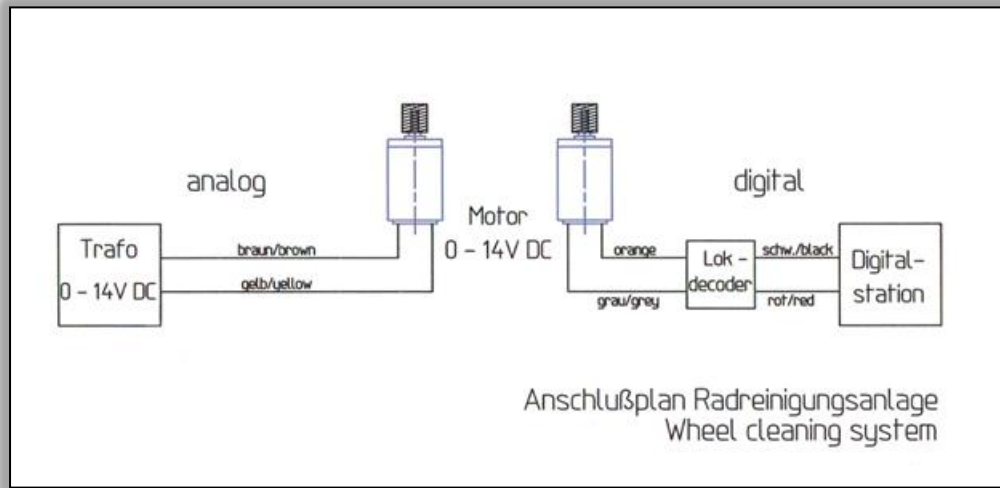 analog
Trafo
0 - 14V DC
braun/brown
gelb/yellow
Motor
0 - 14V DC
digital
orange
grau/grey
Lok -
decoder
schw./black
rot/red
Digital-
station
Anschlußplan Radreinigungsanlage
Wheel cleaning system